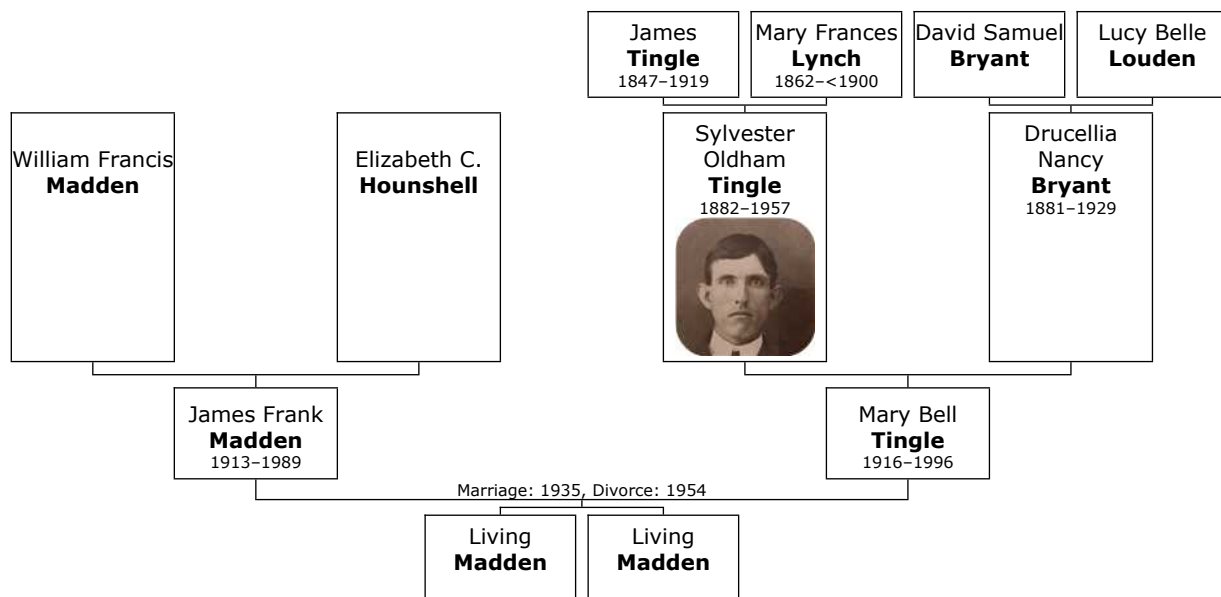 James
Tingle
1847–1919
Mary Frances
Lynch
1862–<1900
David Samuel
Bryant
Lucy Belle
Louden
William Francis
Madden
Elizabeth C.
Hounshell
Sylvester
Oldham
Tingle
1882–1957
Drucellia
Nancy
Bryant
1881–1929
James Frank
Madden
1913–1989
Mary Bell
Tingle
1916–1996
Marriage: 1935, Divorce: 1954
Living
Madden
Living
Madden